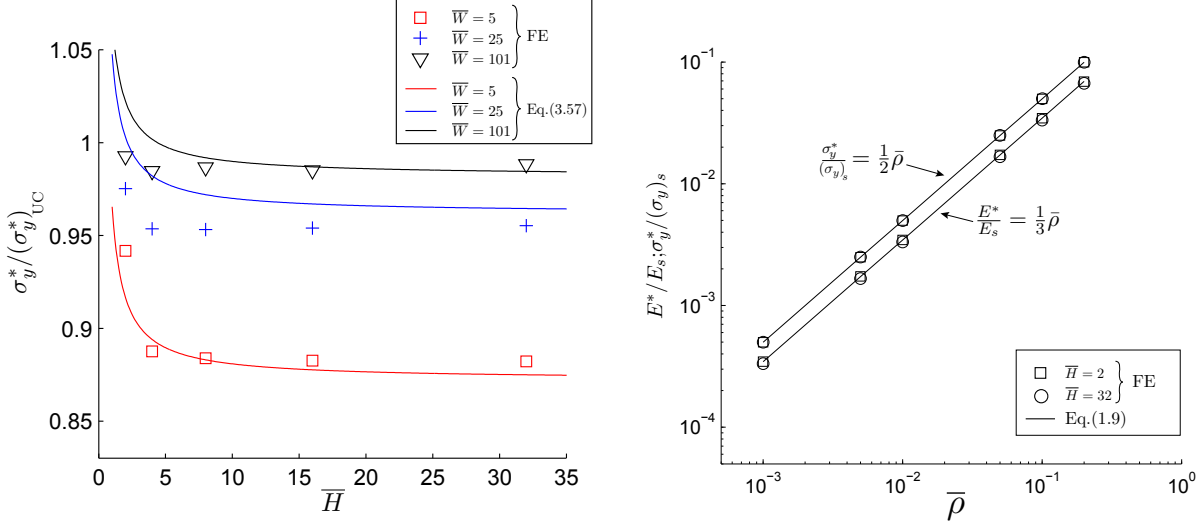 W̅ = 5
W̅ = 25
W̅ = 101
FE
W̅ = 5
W̅ = 25
W̅ = 101
Eq.(3.57)
1.05
1
0.95
0.9
0.85
σ*y/(σ*y)UC
0 5 10 15 20 25 30 35
H̅
10⁻¹
10⁻²
10⁻³
10⁻⁴
E*/Es;σ*y/(σy)s
σ*y/(σy)s = 1/2 ρ̄
E*/Es = 1/3 ρ̄
H̅ = 2
H̅ = 32
FE
Eq.(1.9)
10⁻³ 10⁻² 10⁻¹ 10⁰
ρ̅